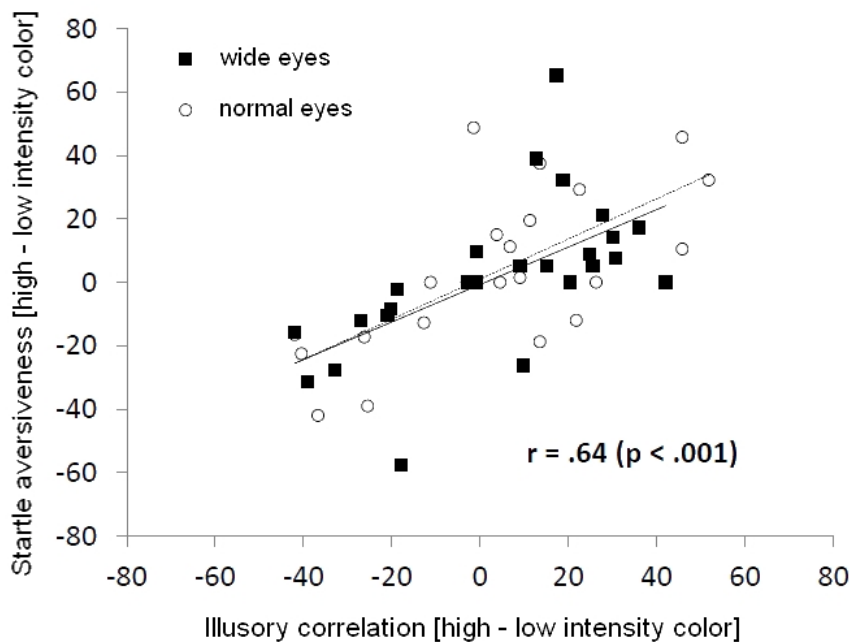 Startle aversiveness [high - low intensity color]
80
60
40
20
0
-20
-40
-60
-80
wide eyes
normal eyes
r = .64 (p < .001)
-80 -60 -40 -20 0 20 40 60 80
Illusory correlation [high - low intensity color]